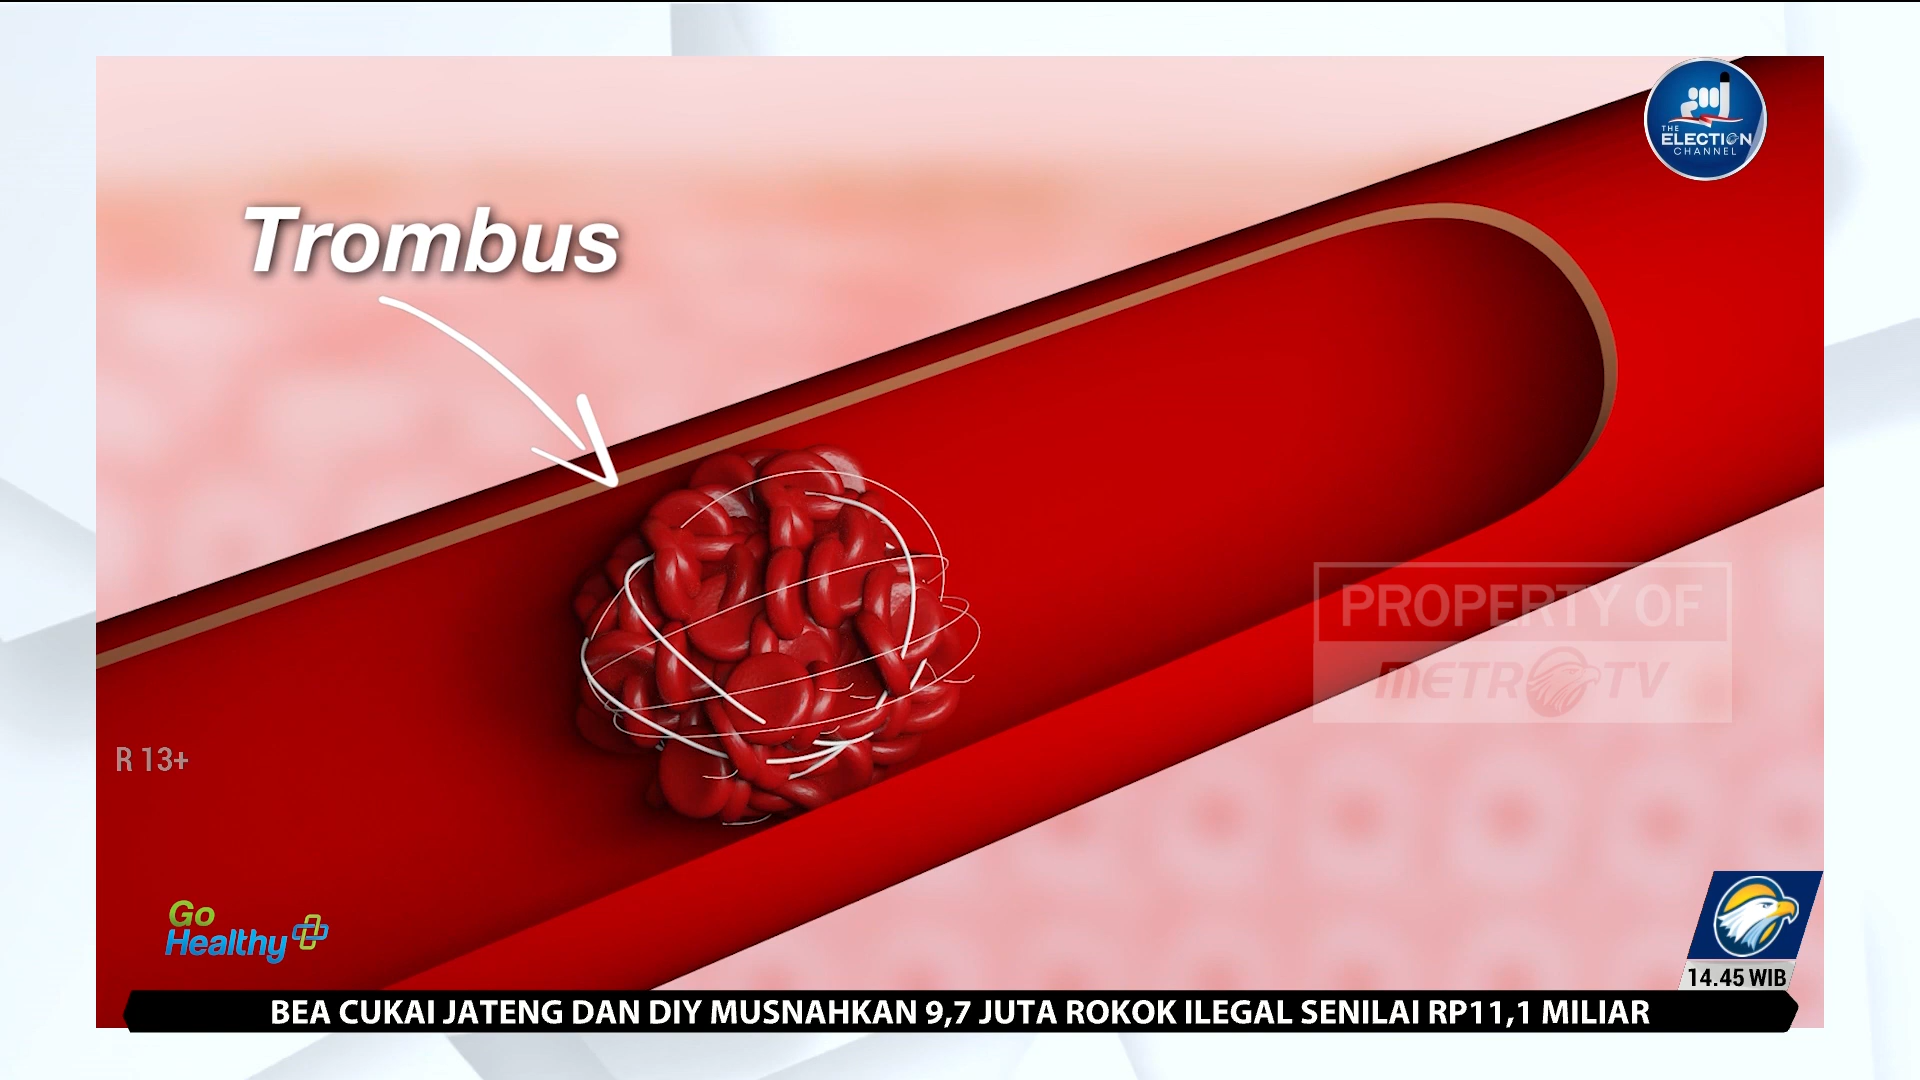 THE
ELECTION
CHANNEL
Trombus
PROPERTY OF
METRO TV
R 13+
Go
Healthy
14.45 WIB
BEA CUKAI JATENG DAN DIY MUSNAHKAN 9,7 JUTA ROKOK ILEGAL SENILAI RP11,1 MILIAR